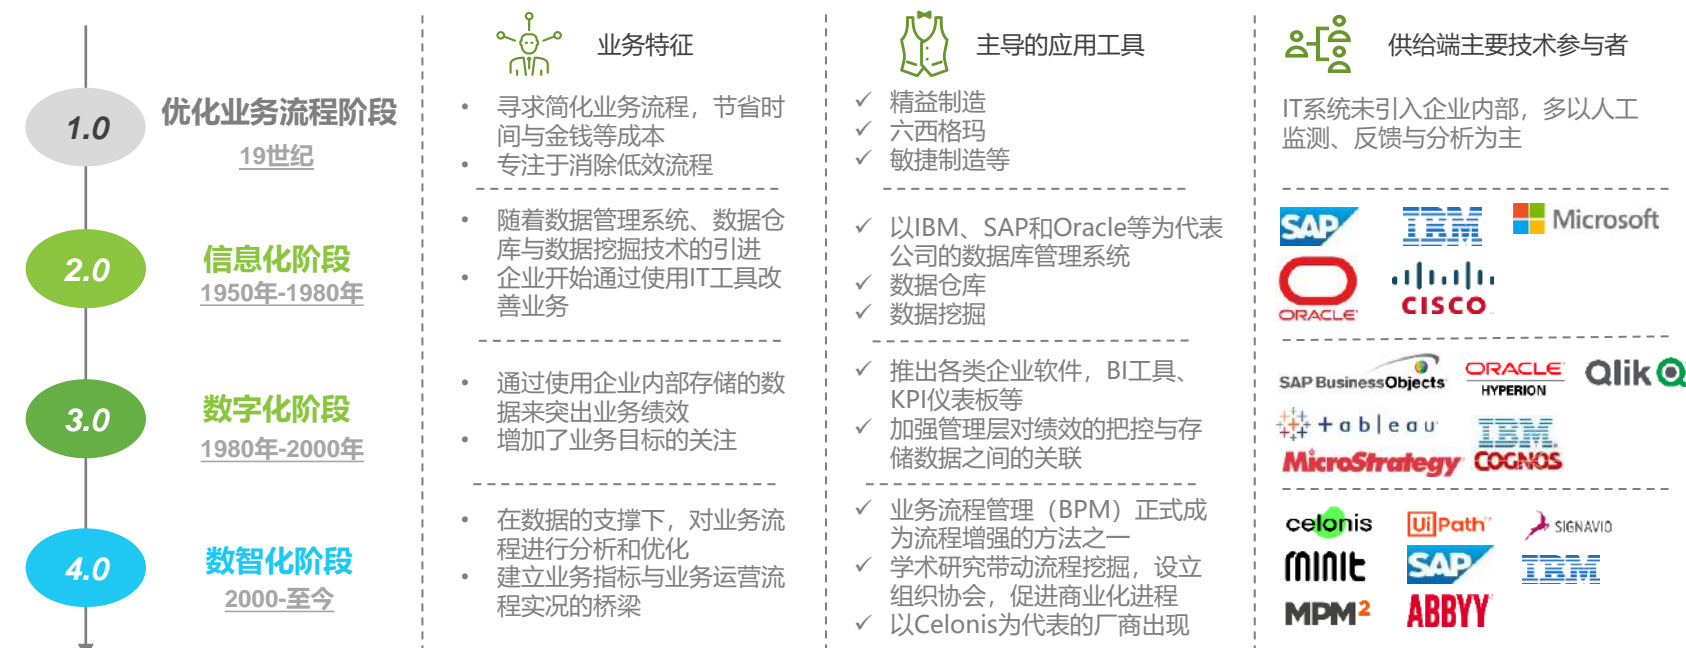 业务特征
主导的应用工具
供给端主要技术参与者
1.0
优化业务流程阶段
19世纪
• 寻求简化业务流程，节省时
间与金钱等成本
• 专注于消除低效流程
✓ 精益制造
✓ 六西格玛
✓ 敏捷制造等
IT系统未引入企业内部，多以人工
监测、反馈与分析为主
2.0
信息化阶段
1950年-1980年
• 随着数据管理系统、数据仓
库与数据挖掘技术的引进
• 企业开始通过使用IT工具改
善业务
✓ 以IBM、SAP和Oracle等为代表
公司的数据库管理系统
✓ 数据仓库
✓ 数据挖掘
SAP IBM Microsoft
ORACLE CISCO
3.0
数字化阶段
1980年-2000年
• 通过使用企业内部存储的数
据来突出业务绩效
• 增加了业务目标的关注
✓ 推出各类企业软件，BI工具、
KPI仪表板等
✓ 加强管理层对绩效的把控与存
储数据之间的关联
SAP BusinessObjects ORACLE HYPERION Qlik
+ableau IBM COGNOS
MicroStrategy
4.0
数智化阶段
2000-至今
• 在数据的支撑下，对业务流
程进行分析和优化
• 建立业务指标与业务运营流
程实况的桥梁
✓ 业务流程管理（BPM）正式成
为流程增强的方法之一
✓ 学术研究带动流程挖掘，设立
组织协会，促进商业化进程
✓ 以Celonis为代表的厂商出现
celonis UiPath SIGNAVIO
minit SAP IBM
MPM2 ABBYY